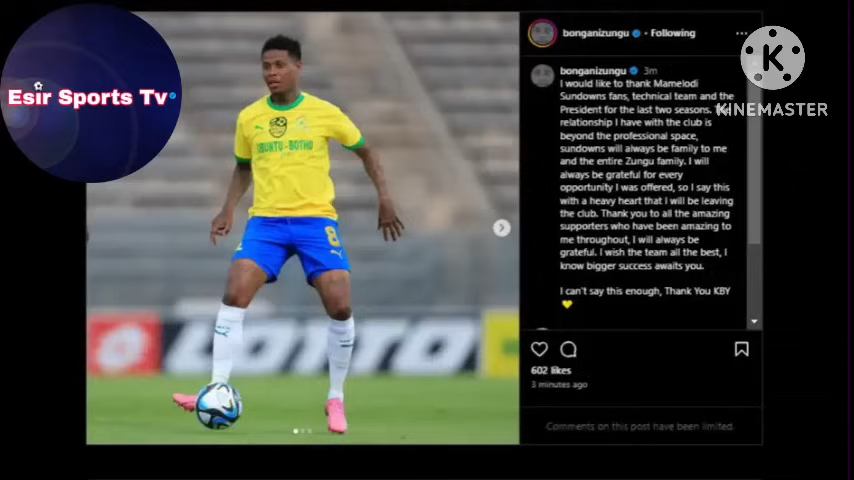 Esir Sports Tv
bonganizungu • Following
KINEMASTER
bonganizungu 3m
I would like to thank Mamelodi
Sundowns fans, technical team and the
President for the last two seasons. The
relationship I have with the club is
beyond the professional space,
sundowns will always be family to me
and the entire Zungu family. I will
always be grateful for every
opportunity I was offered, so I say this
with a heavy heart that I will be leaving
the club. Thank you to all the amazing
supporters who have been amazing to
me throughout, I will always be
grateful. I wish the team all the best, I
know bigger success awaits you.
I can't say this enough, Thank You KBY
💛
UBUNTU-BOTHO
8
LOTTO
602 likes
3 minutes ago
Comments on this post have been limited.